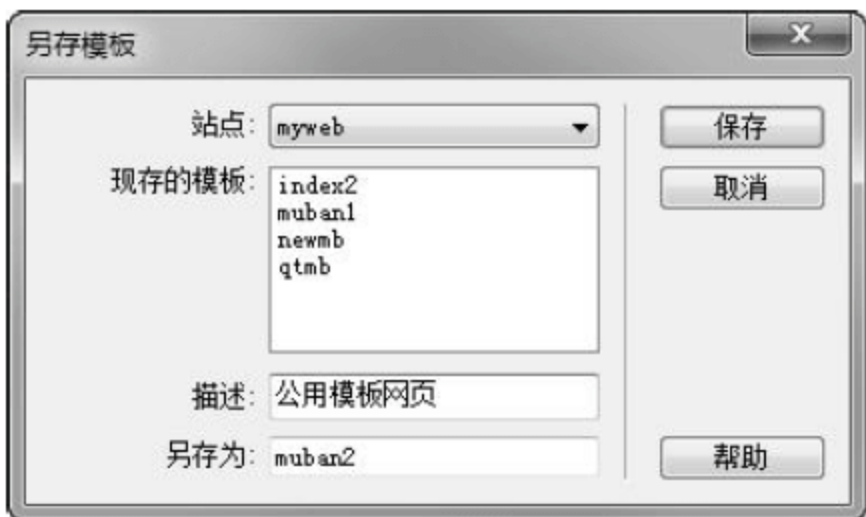 另存模板
站点: myweb
保存
现存的模板: index2
muban1
newmb
qtmb
取消
描述: 公用模板网页
另存为: muban2
帮助